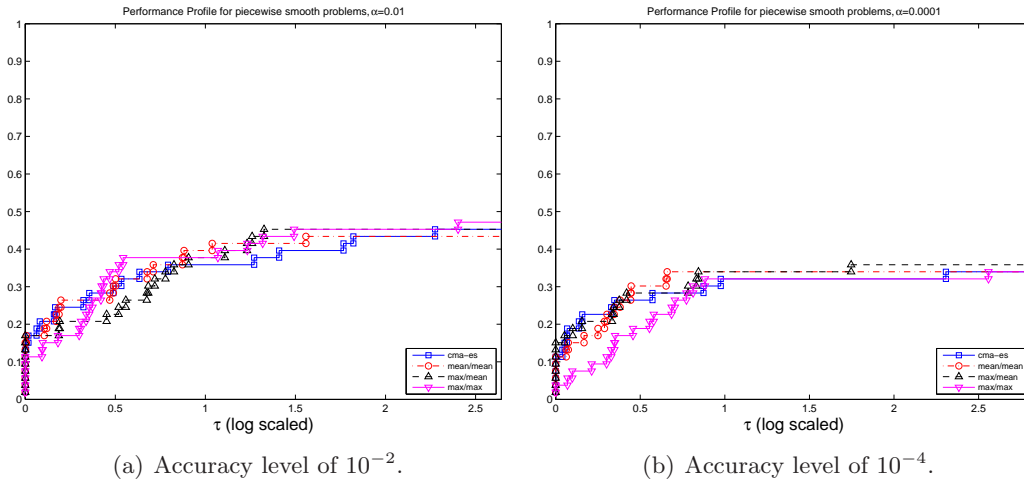 Performance Profile for piecewise smooth problems, α=0.01
1
0.9
0.8
0.7
0.6
0.5
0.4
0.3
0.2
0.1
0
0
0.5
1
1.5
2
2.5
cma−es
mean/mean
max/mean
max/max
τ (log scaled)
(a) Accuracy level of 10−2.
Performance Profile for piecewise smooth problems, α=0.0001
1
0.9
0.8
0.7
0.6
0.5
0.4
0.3
0.2
0.1
0
0
0.5
1
1.5
2
2.5
cma−es
mean/mean
max/mean
max/max
τ (log scaled)
(b) Accuracy level of 10−4.